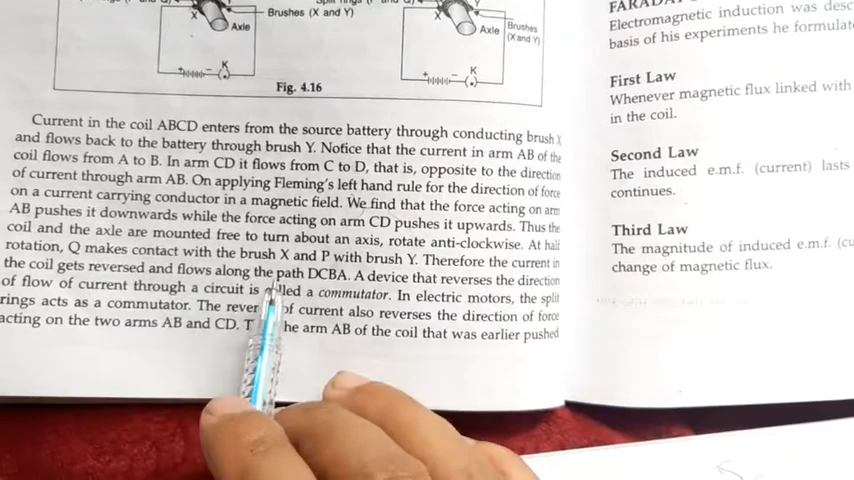 X
Brushes (X and Y)
Axle
K
+ −
X
Axle
Brushes
(X and Y)
K
+ −
Fig. 4.16
Current in the coil ABCD enters from the source battery through conducting brush X
and flows back to the battery through brush Y. Notice that the current in arm AB of the
coil flows from A to B. In arm CD it flows from C to D, that is, opposite to the direction
of current through arm AB. On applying Fleming's left hand rule for the direction of force
on a current carrying conductor in a magnetic field. We find that the force acting on arm
AB pushes it downwards while the force acting on arm CD pushes it upwards. Thus the
coil and the axle are mounted free to turn about an axis, rotate anti-clockwise. At half
rotation, Q makes contact with the brush X and P with brush Y. Therefore the current in
the coil gets reversed and flows along the path DCBA. A device that reverses the direction
of flow of current through a circuit is called a commutator. In electric motors, the split
rings acts as a commutator. The rever of current also reverses the direction of force
acting on the two arms AB and CD. T he arm AB of the coil that was earlier pushed
Electromagnetic induction was desc
basis of his experiments he formulat
First Law
Whenever magnetic flux linked with
in the coil.
Second Law
The induced e.m.f. (current) lasts
continues.
Third Law
The magnitude of induced e.m.f. (cu
change of magnetic flux.